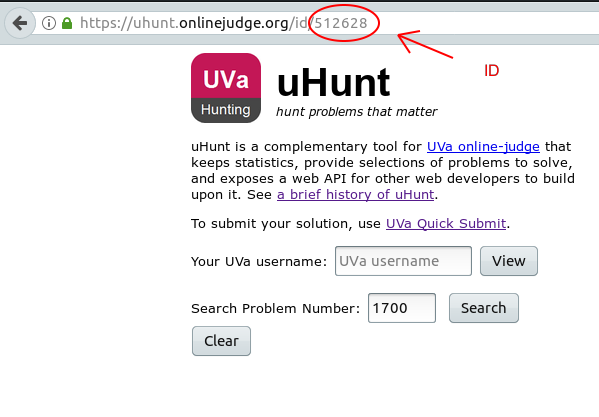 https://uhunt.onlinejudge.org/id/512628
ID
UVa
Hunting
uHunt
hunt problems that matter
uHunt is a complementary tool for UVa online-judge that
keeps statistics, provide selections of problems to solve,
and exposes a web API for other web developers to build
upon it. See a brief history of uHunt.
To submit your solution, use UVa Quick Submit.
Your UVa username: UVa username View
Search Problem Number: 1700 Search
Clear